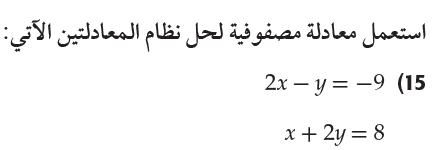 استعمل معادلة مصفوفية لحل نظام المعادلتين الآتي:
(15 2x − y = −9
x + 2y = 8